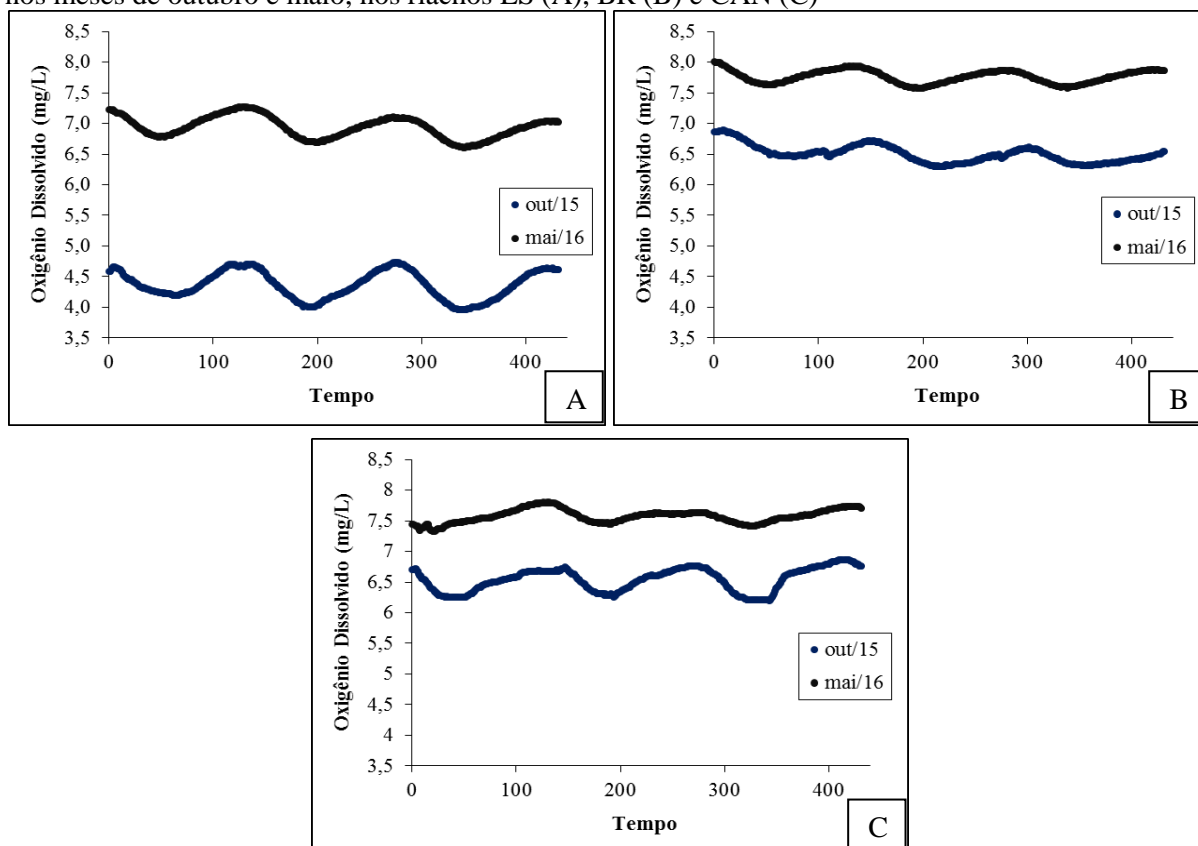 nos meses de outubro e maio, nos riachos ES (A), BR (B) e CAN (C)
8,5
8,0
7,5
7,0
6,5
6,0
5,5
5,0
4,5
4,0
3,5
Oxigênio Dissolvido (mg/L)
out/15
mai/16
0 100 200 300 400
Tempo
A
8,5
8,0
7,5
7,0
6,5
6,0
5,5
5,0
4,5
4,0
3,5
Oxigênio Dissolvido (mg/L)
out/15
mai/16
0 100 200 300 400
Tempo
B
8,5
8
7,5
7
6,5
6
5,5
5
4,5
4
3,5
Oxigênio Dissolvido (mg/L)
out/15
mai/16
0 100 200 300 400
Tempo
C